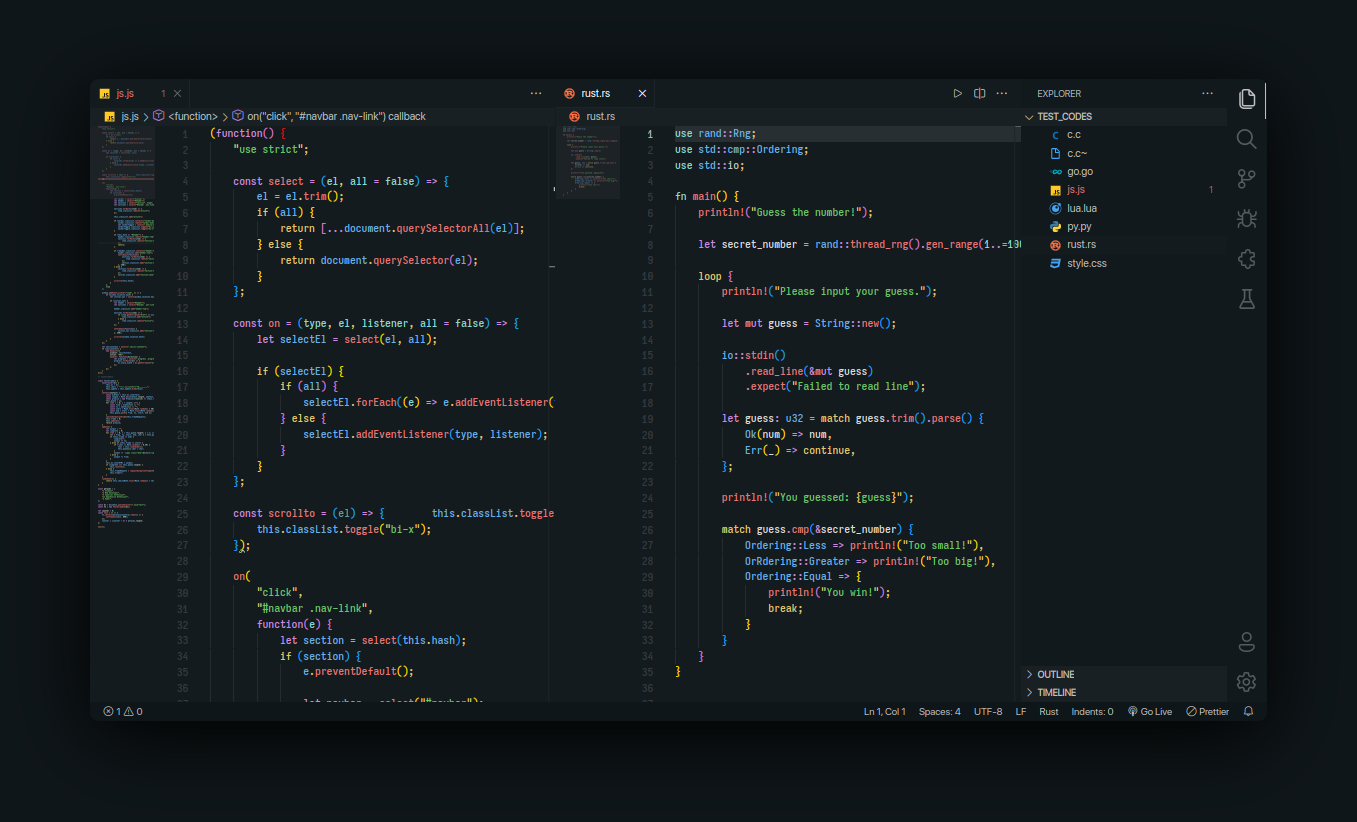 js.js 1
js.js > <function> > on("click","#navbar .nav-link") callback
1 (function() {
2 "use strict";
3
4 const select = (el, all = false) => {
5 el = el.trim();
6 if (all) {
7 return [...document.querySelectorAll(el)];
8 } else {
9 return document.querySelector(el);
10 }
11 };
12
13 const on = (type, el, listener, all = false) => {
14 let selectEl = select(el, all);
15
16 if (selectEl) {
17 if (all) {
18 selectEl.forEach((e) => e.addEventListener(
19 } else {
20 selectEl.addEventListener(type, listener);
21 }
22 }
23 };
24
25 const scrollto = (el) => { this.classList.toggle
26 this.classList.toggle("bi-x");
27 });
28
29 on(
30 "click",
31 "#navbar .nav-link",
32 function(e) {
33 let section = select(this.hash);
34 if (section) {
35 e.preventDefault();
36
rust.rs
rust.rs
1 use rand::Rng;
2 use std::cmp::Ordering;
3 use std::io;
4
5 fn main() {
6 println!("Guess the number!");
7
8 let secret_number = rand::thread_rng().gen_range(1..=100
9
10 loop {
11 println!("Please input your guess.");
12
13 let mut guess = String::new();
14
15 io::stdin()
16 .read_line(&mut guess)
17 .expect("Failed to read line");
18
19 let guess: u32 = match guess.trim().parse() {
20 Ok(num) => num,
21 Err(_) => continue,
22 };
23
24 println!("You guessed: {guess}");
25
26 match guess.cmp(&secret_number) {
27 Ordering::Less => println!("Too small!"),
28 OrRdering::Greater => println!("Too big!"),
29 Ordering::Equal => {
30 println!("You win!");
31 break;
32 }
33 }
34 }
35 }
36
EXPLORER
TEST_CODES
c.c
c.c~
go.go
js.js 1
lua.lua
py.py
rust.rs
style.css
OUTLINE
TIMELINE
1 0
Ln 1, Col 1 Spaces: 4 UTF-8 LF Rust Indents: 0 Go Live Prettier